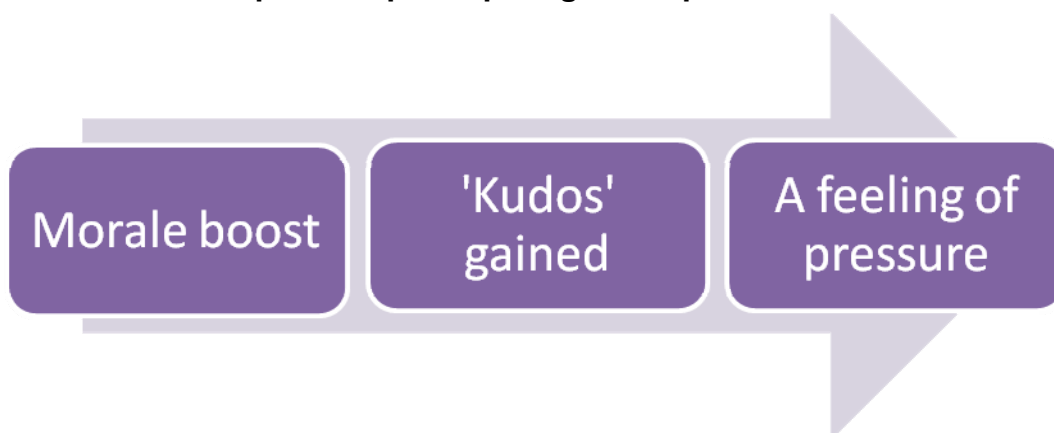 Morale boost
'Kudos'
gained
A feeling of
pressure